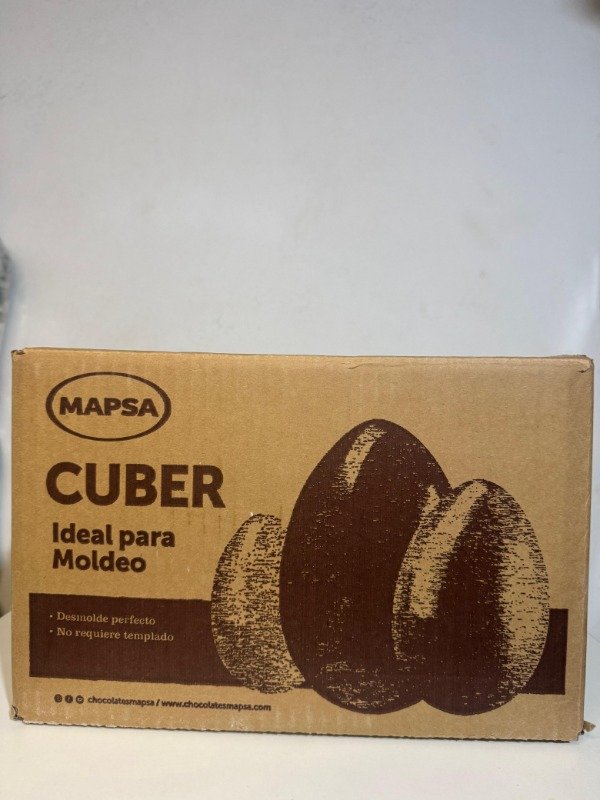 MAPSA
CUBER
Ideal para
Moldeo
• Desmolde perfecto
• No requiere templado
chocolatesmapsa / www.chocolatesmapsa.com